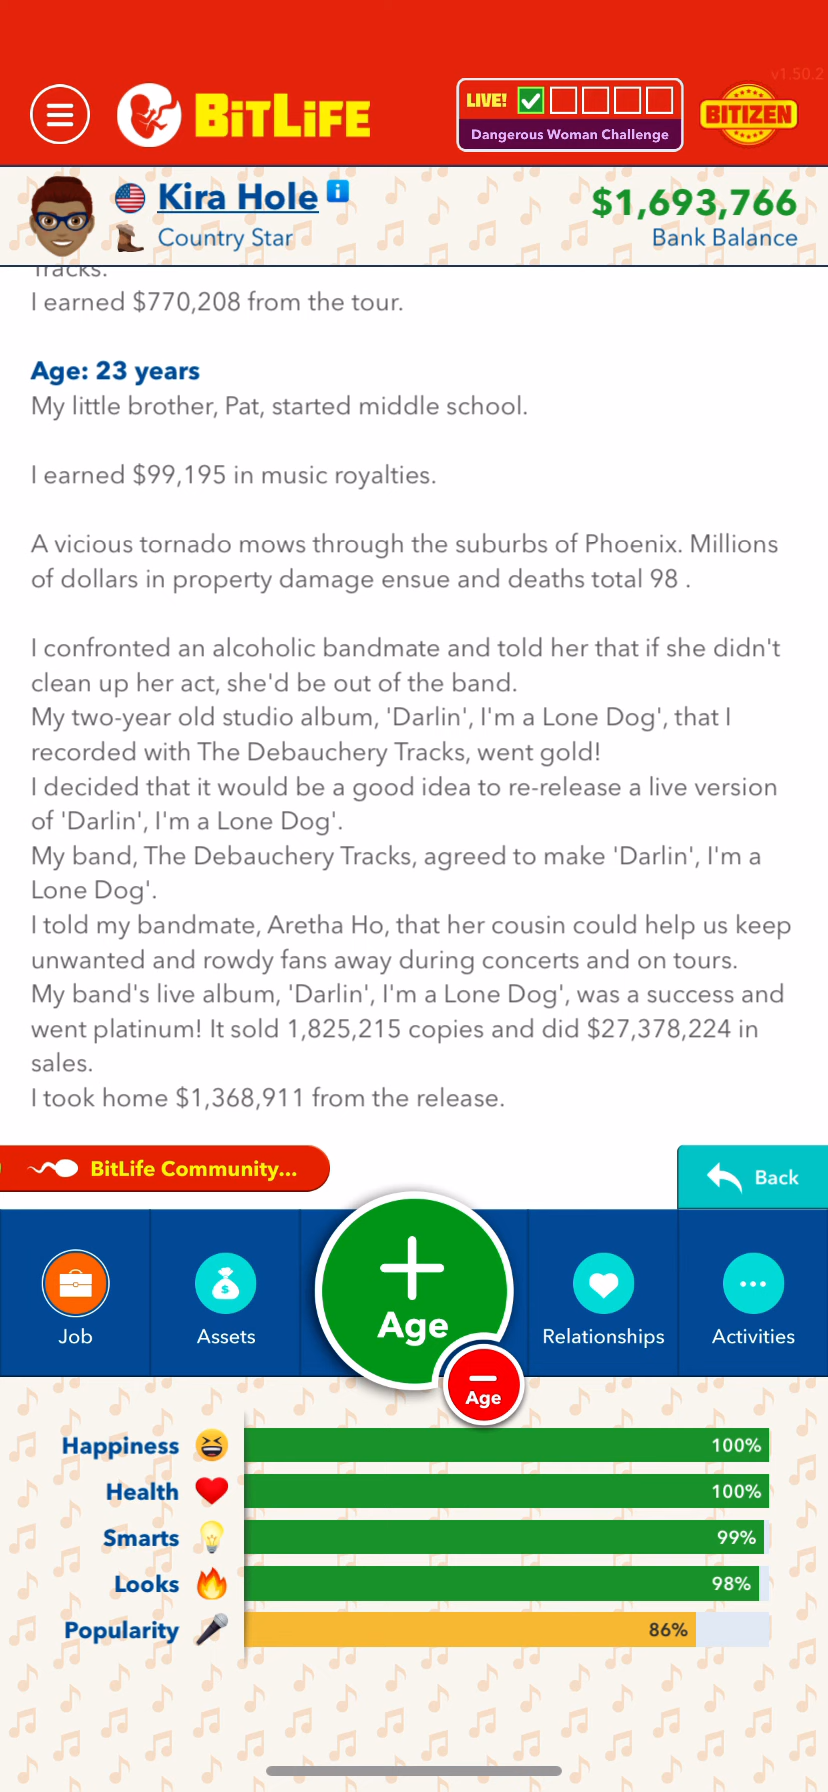 v1.50.2
LIVE!
BITLIFE
BITIZEN
Dangerous Woman Challenge
Kira Hole
$1,693,766
Country Star
Bank Balance
Tracks.
I earned $770,208 from the tour.
Age: 23 years
My little brother, Pat, started middle school.
I earned $99,195 in music royalties.
A vicious tornado mows through the suburbs of Phoenix. Millions
of dollars in property damage ensue and deaths total 98 .
I confronted an alcoholic bandmate and told her that if she didn't
clean up her act, she'd be out of the band.
My two-year old studio album, 'Darlin', I'm a Lone Dog', that I
recorded with The Debauchery Tracks, went gold!
I decided that it would be a good idea to re-release a live version
of 'Darlin', I'm a Lone Dog'.
My band, The Debauchery Tracks, agreed to make 'Darlin', I'm a
Lone Dog'.
I told my bandmate, Aretha Ho, that her cousin could help us keep
unwanted and rowdy fans away during concerts and on tours.
My band's live album, 'Darlin', I'm a Lone Dog', was a success and
went platinum! It sold 1,825,215 copies and did $27,378,224 in
sales.
I took home $1,368,911 from the release.
BitLife Community...
Back
Job
Assets
Age
Relationships
Activities
Age
Happiness 100%
Health 100%
Smarts 99%
Looks 98%
Popularity 86%